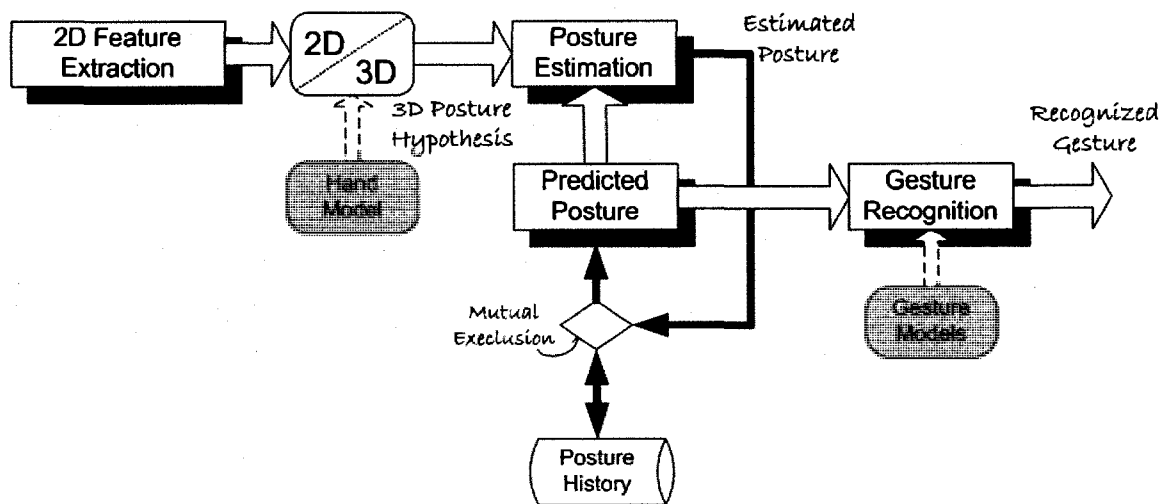 2D Feature
Extraction
2D
3D
Posture
Estimation
Estimated
Posture
3D Posture
Hypothesis
Hand
Model
Predicted
Posture
Gesture
Recognition
Recognized
Gesture
Mutual
Execlusion
Gesture
Models
Posture
History